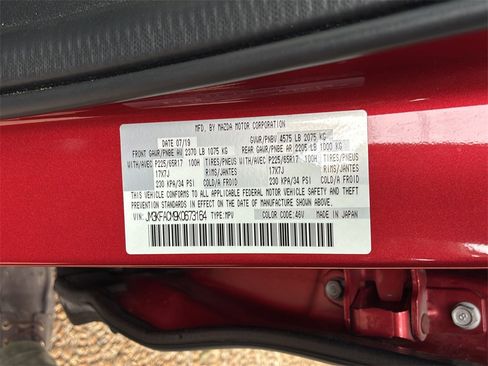 MFD. BY MAZDA MOTOR CORPORATION
DATE 07/19 GVWR/PNBV 4575 LB 2075 KG
FRONT GAWR/PNBE AV 2370 LB 1075 KG REAR GAWR/PNBE AR 2205 LB 1000 KG
WITH/AVEC P225/65R17 100H TIRES/PNEUS WITH/AVEC P225/65R17 100H TIRES/PNEUS
17X7J RIMS/JANTES 17X7J RIMS/JANTES
230 KPA/34 PSI COLD/A FROID 230 KPA/34 PSI COLD/A FROID
THIS VEHICLE CONFORMS TO ALL APPLICABLE FEDERAL MOTOR VEHICLE SAFETY AND THEFT
PREVENTION STANDARDS IN EFFECT ON THE DATE OF MANUFACTURE SHOWN ABOVE.
VIN: JM3KFACM9K0673164 TYPE: MPV COLOR CODE: 46V MADE IN JAPAN